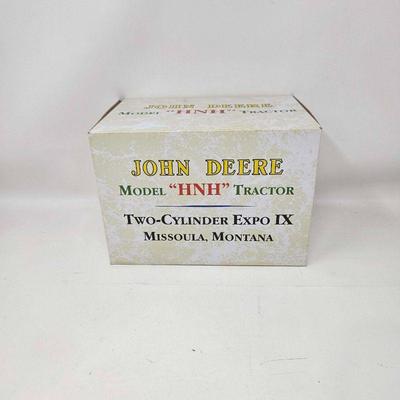 JOHN DEERE
MODEL "HNH" TRACTOR
JOHN DEERE
MODEL "HNH" TRACTOR
TWO-CYLINDER EXPO IX
MISSOULA, MONTANA